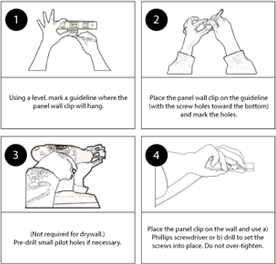 1
Using a level, mark a guideline where the
panel wall clip will hang.
2
Place the panel wall clip on the guideline
(with the screw holes toward the bottom)
and mark the holes.
3
(Not required for drywall.)
Pre-drill small pilot holes if necessary.
4
Place the panel clip on the wall and use a)
Phillips screwdriver or b) drill to set the
screws into place. Do not over-tighten.